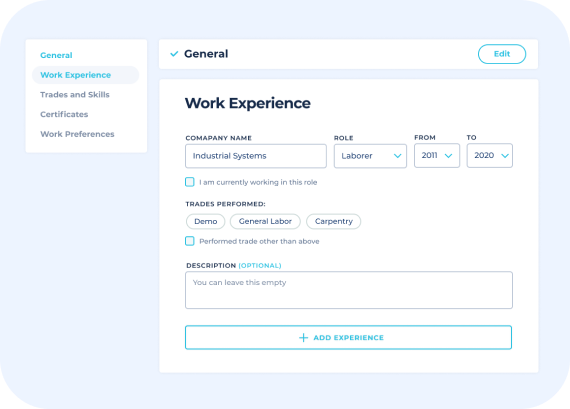 General
Work Experience
Trades and Skills
Certificates
Work Preferences
General
Edit
Work Experience
COMAPANY NAME
ROLE
FROM
TO
Industrial Systems
Laborer
2011
2020
I am currently working in this role
TRADES PERFORMED:
Demo
General Labor
Carpentry
Performed trade other than above
DESCRIPTION (OPTIONAL)
You can leave this empty
ADD EXPERIENCE